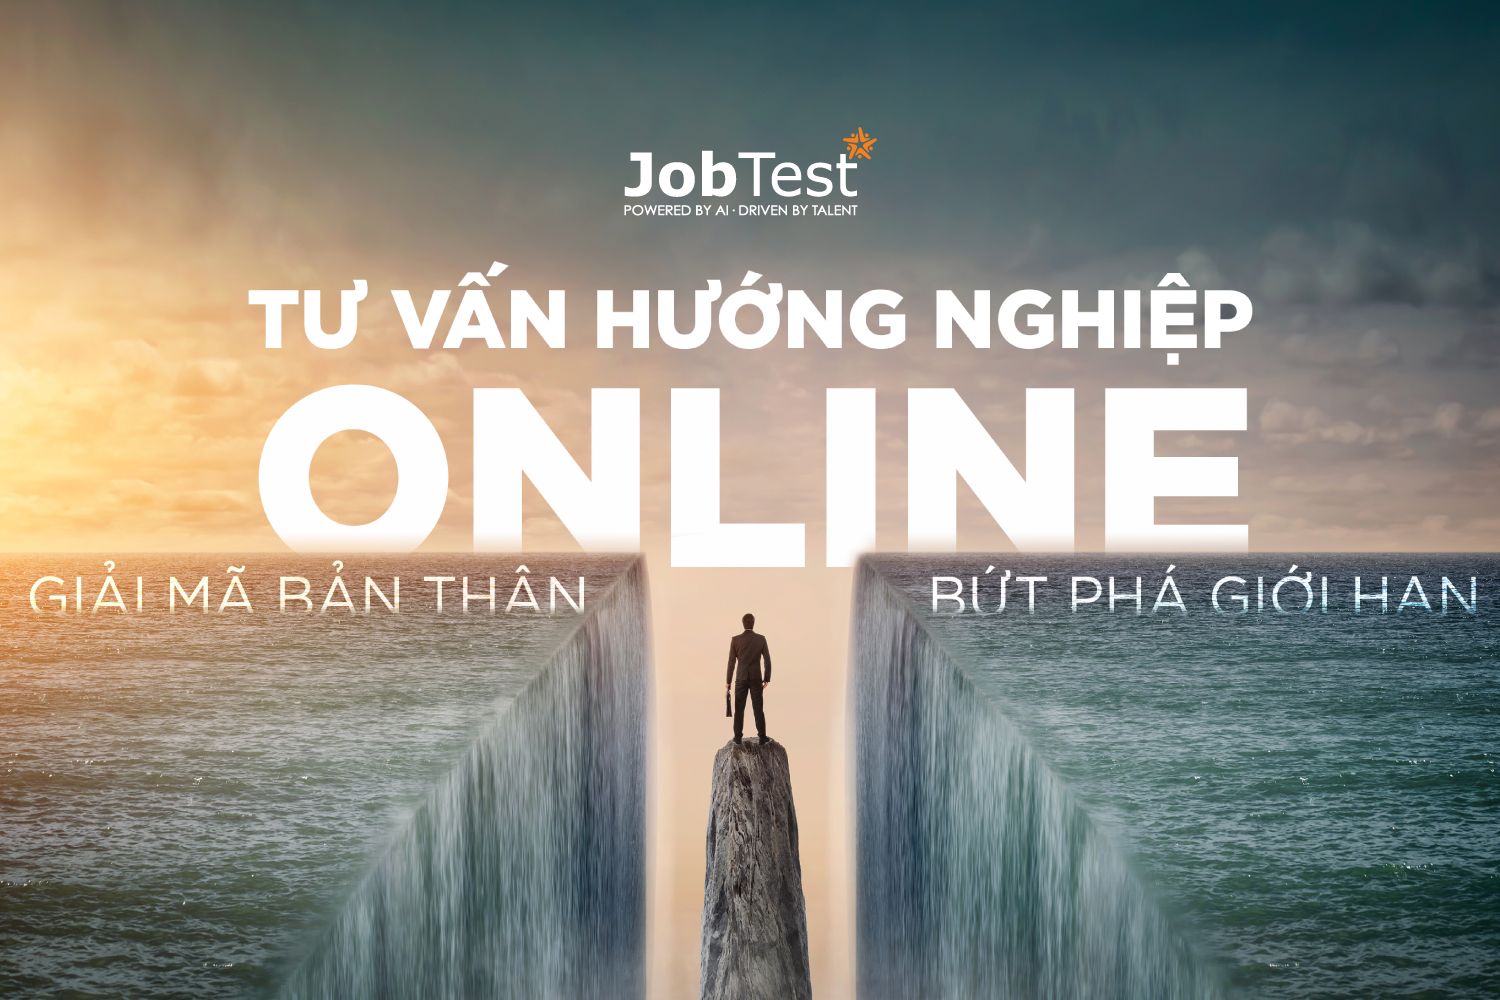 JobTest
POWERED BY AI · DRIVEN BY TALENT
TƯ VẤN HƯỚNG NGHIỆP
ONLINE
GIẢI MÃ BẢN THÂN BỨT PHÁ GIỚI HẠN